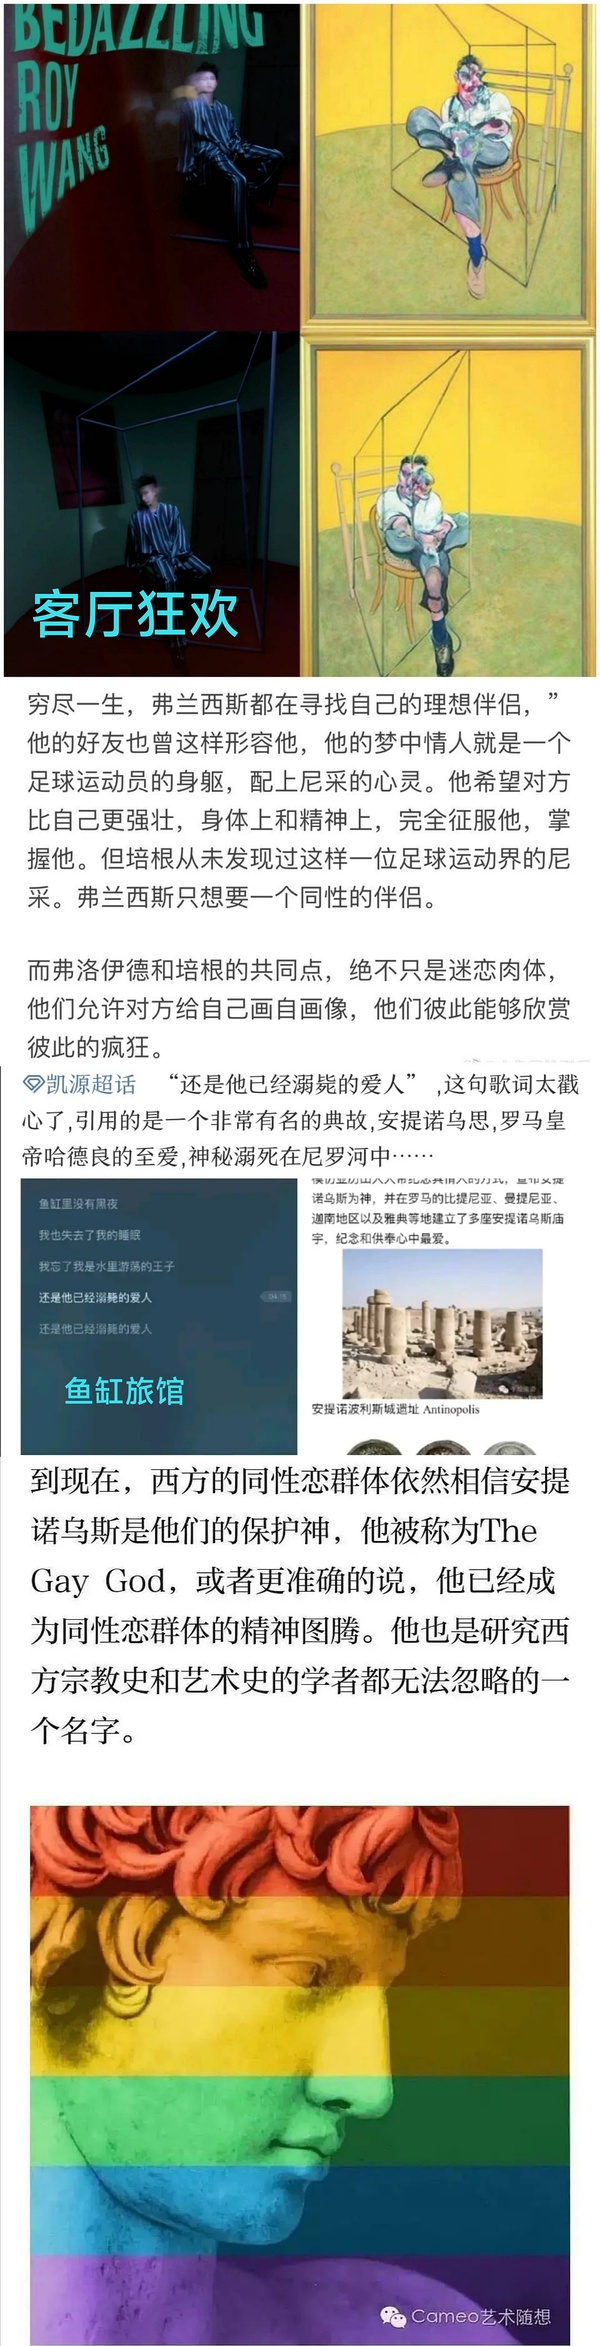 BEDAZZLING
ROY
WANG
客厅狂欢
穷尽一生，弗兰西斯都在寻找自己的理想伴侣，”
他的好友也曾这样形容他，他的梦中情人就是一个
足球运动员的身躯，配上尼采的心灵。他希望对方
比自己更强壮，身体上和精神上，完全征服他，掌
握他。但培根从未发现过这样一位足球运动界的尼
采。弗兰西斯只想要一个同性的伴侣。
而弗洛伊德和培根的共同点，绝不只是迷恋肉体，
他们允许对方给自己画自画像，他们彼此能够欣赏
彼此的疯狂。
凯源超话 “还是他已经溺毙的爱人” ,这句歌词太戳
心了,引用的是一个非常有名的典故,安提诺乌思,罗马皇
帝哈德良的至爱,神秘溺死在尼罗河中……
鱼缸里没有黑夜
我也失去了我的睡眠
我忘了我是水里游荡的王子
还是他已经溺毙的爱人
04:15
还是他已经溺毙的爱人
鱼缸旅馆
诺乌斯为神，并在罗马的比提尼亚、曼提尼亚、
迦南地区以及雅典等地建立了多座安提诺乌斯庙
宇，纪念和供奉心中最爱。
安提诺波利斯城遗址 Antinopolis
到现在，西方的同性恋群体依然相信安提
诺乌斯是他们的保护神，他被称为The
Gay God，或者更准确的说，他已经成
为同性恋群体的精神图腾。他也是研究西
方宗教史和艺术史的学者都无法忽略的一
个名字。
Cameo艺术随想